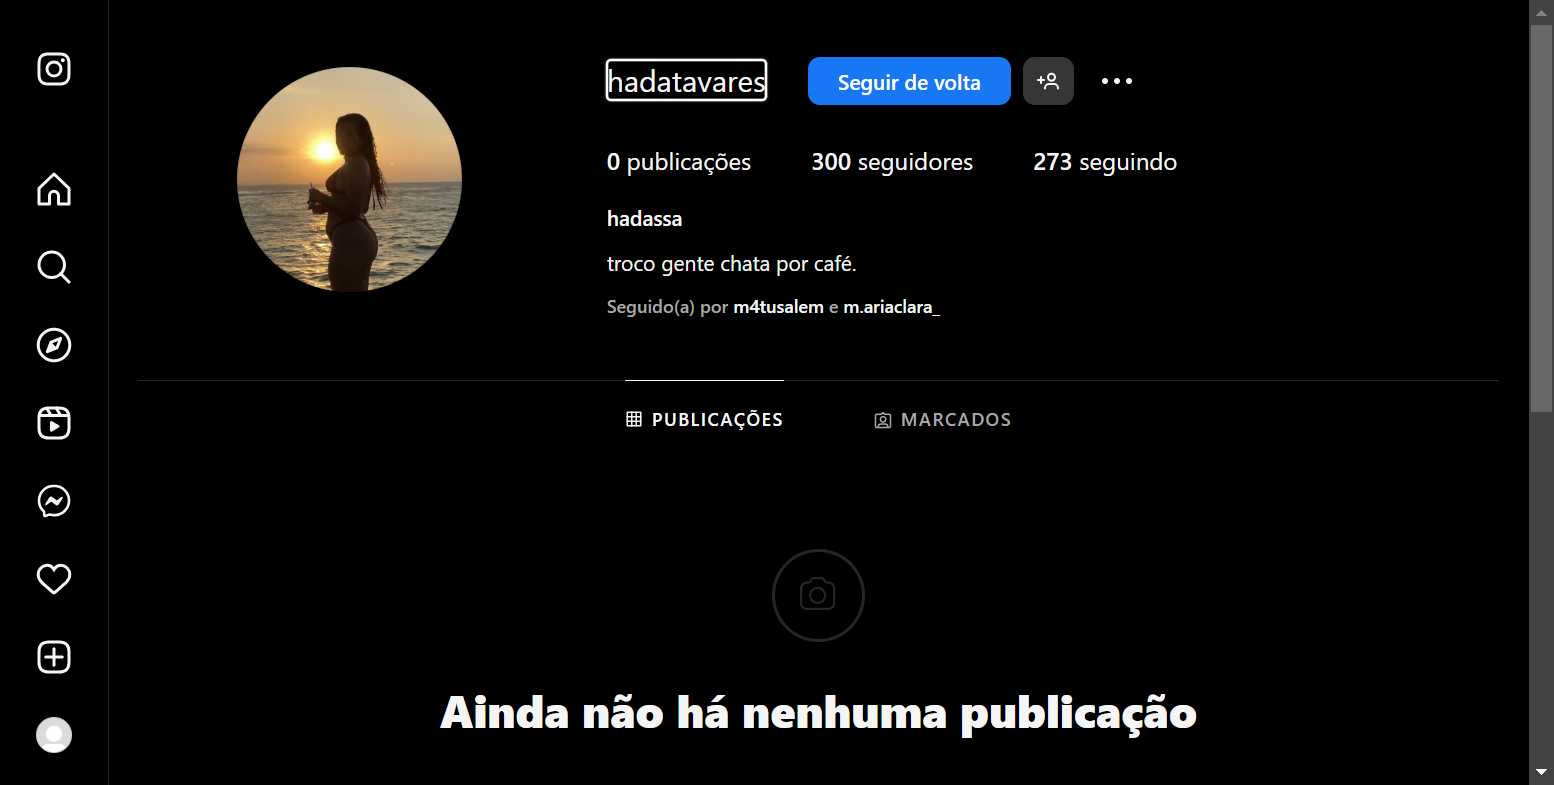 hadatavares Seguir de volta
0 publicações 300 seguidores 273 seguindo
hadassa
troco gente chata por café.
Seguido(a) por m4tusalem e m.ariaclara_
PUBLICAÇÕES MARCADOS
Ainda não há nenhuma publicação